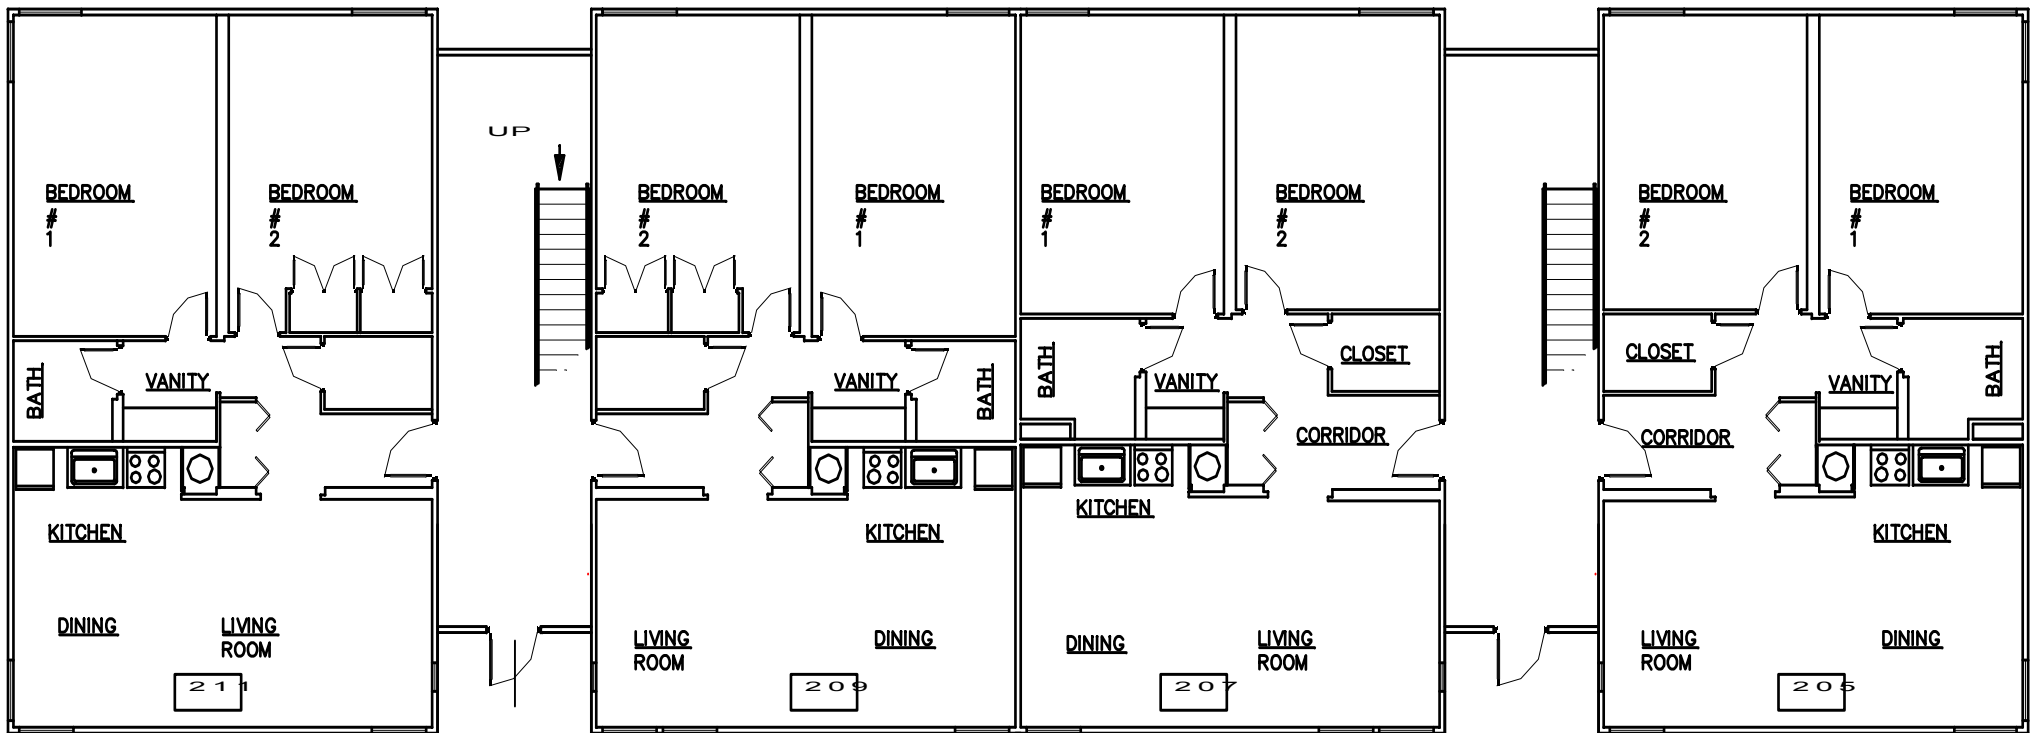 UP
BEDROOM
#
1
BEDROOM
#
2
BEDROOM
#
2
BEDROOM
#
1
BEDROOM
#
1
BEDROOM
#
2
BEDROOM
#
2
BEDROOM
#
1
BATH
VANITY
VANITY
BATH
BATH
VANITY
CLOSET
CLOSET
VANITY
BATH
CORRIDOR
CORRIDOR
KITCHEN
KITCHEN
KITCHEN
KITCHEN
DINING
LIVING
ROOM
LIVING
ROOM
DINING
DINING
LIVING
ROOM
LIVING
ROOM
DINING
211
209
207
205